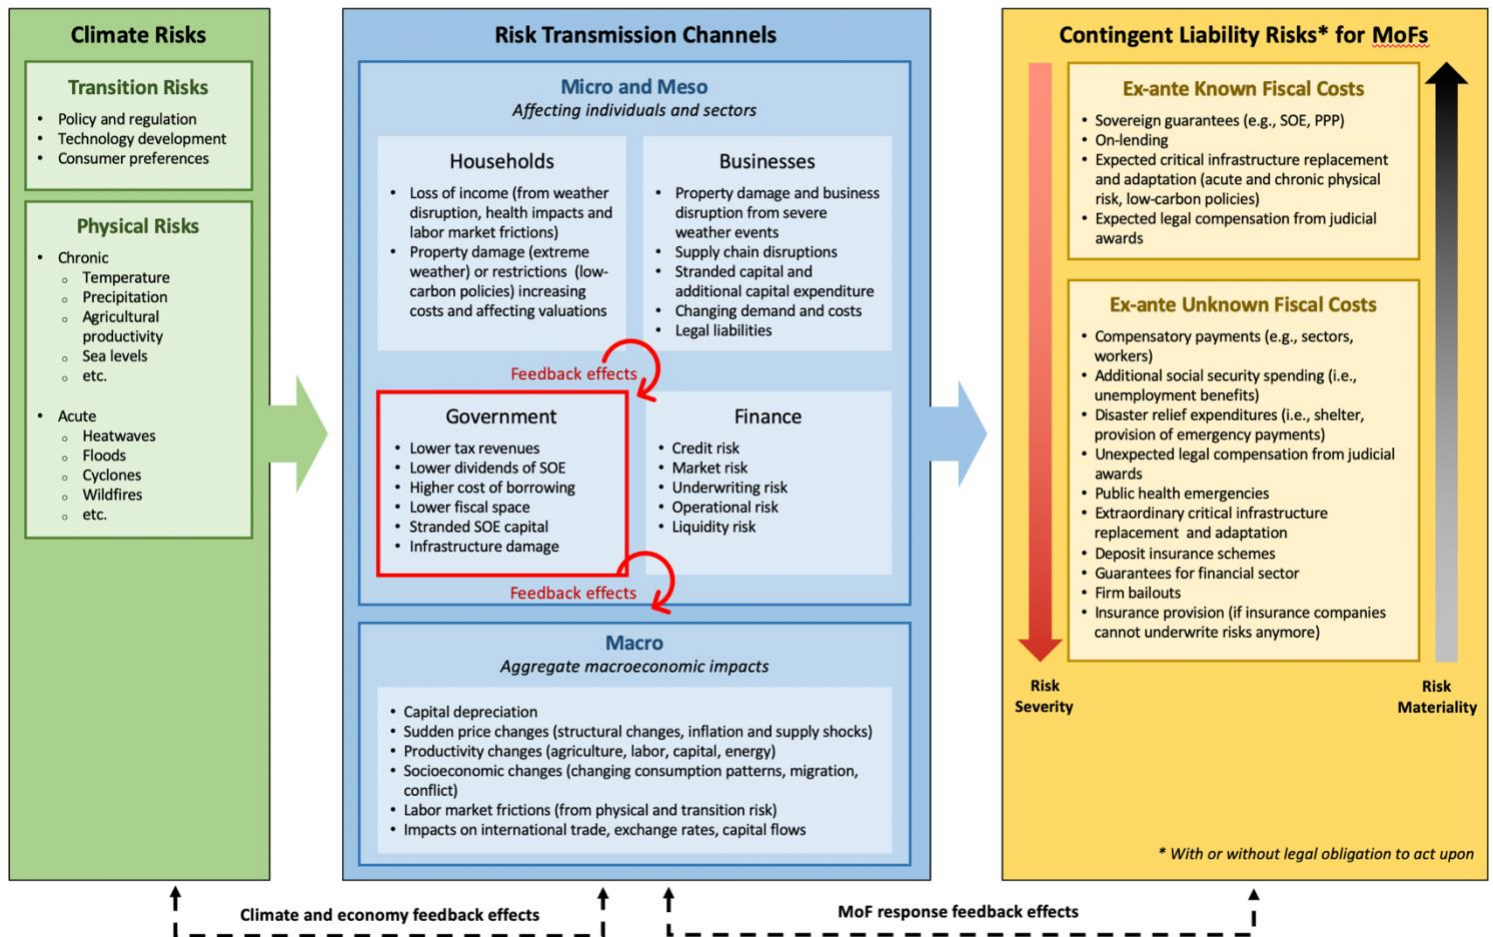 Climate Risks
Transition Risks
• Policy and regulation
• Technology development
• Consumer preferences
Physical Risks
• Chronic
o Temperature
o Precipitation
o Agricultural
productivity
o Sea levels
o etc.
• Acute
o Heatwaves
o Floods
o Cyclones
o Wildfires
o etc.
Risk Transmission Channels
Micro and Meso
Affecting individuals and sectors
Households
• Loss of income (from weather
disruption, health impacts and
labor market frictions)
• Property damage (extreme
weather) or restrictions (low-
carbon policies) increasing
costs and affecting valuations
Businesses
• Property damage and business
disruption from severe
weather events
• Supply chain disruptions
• Stranded capital and
additional capital expenditure
• Changing demand and costs
• Legal liabilities
Feedback effects
Government
• Lower tax revenues
• Lower dividends of SOE
• Higher cost of borrowing
• Lower fiscal space
• Stranded SOE capital
• Infrastructure damage
Finance
• Credit risk
• Market risk
• Underwriting risk
• Operational risk
• Liquidity risk
Feedback effects
Macro
Aggregate macroeconomic impacts
• Capital depreciation
• Sudden price changes (structural changes, inflation and supply shocks)
• Productivity changes (agriculture, labor, capital, energy)
• Socioeconomic changes (changing consumption patterns, migration,
conflict)
• Labor market frictions (from physical and transition risk)
• Impacts on international trade, exchange rates, capital flows
Contingent Liability Risks* for MoFs
Ex-ante Known Fiscal Costs
• Sovereign guarantees (e.g., SOE, PPP)
• On-lending
• Expected critical infrastructure replacement
and adaptation (acute and chronic physical
risk, low-carbon policies)
• Expected legal compensation from judicial
awards
Ex-ante Unknown Fiscal Costs
• Compensatory payments (e.g., sectors,
workers)
• Additional social security spending (i.e.,
unemployment benefits)
• Disaster relief expenditures (i.e., shelter,
provision of emergency payments)
• Unexpected legal compensation from judicial
awards
• Public health emergencies
• Extraordinary critical infrastructure
replacement and adaptation
• Deposit insurance schemes
• Guarantees for financial sector
• Firm bailouts
• Insurance provision (if insurance companies
cannot underwrite risks anymore)
Risk
Severity
Risk
Materiality
* With or without legal obligation to act upon
Climate and economy feedback effects
MoF response feedback effects